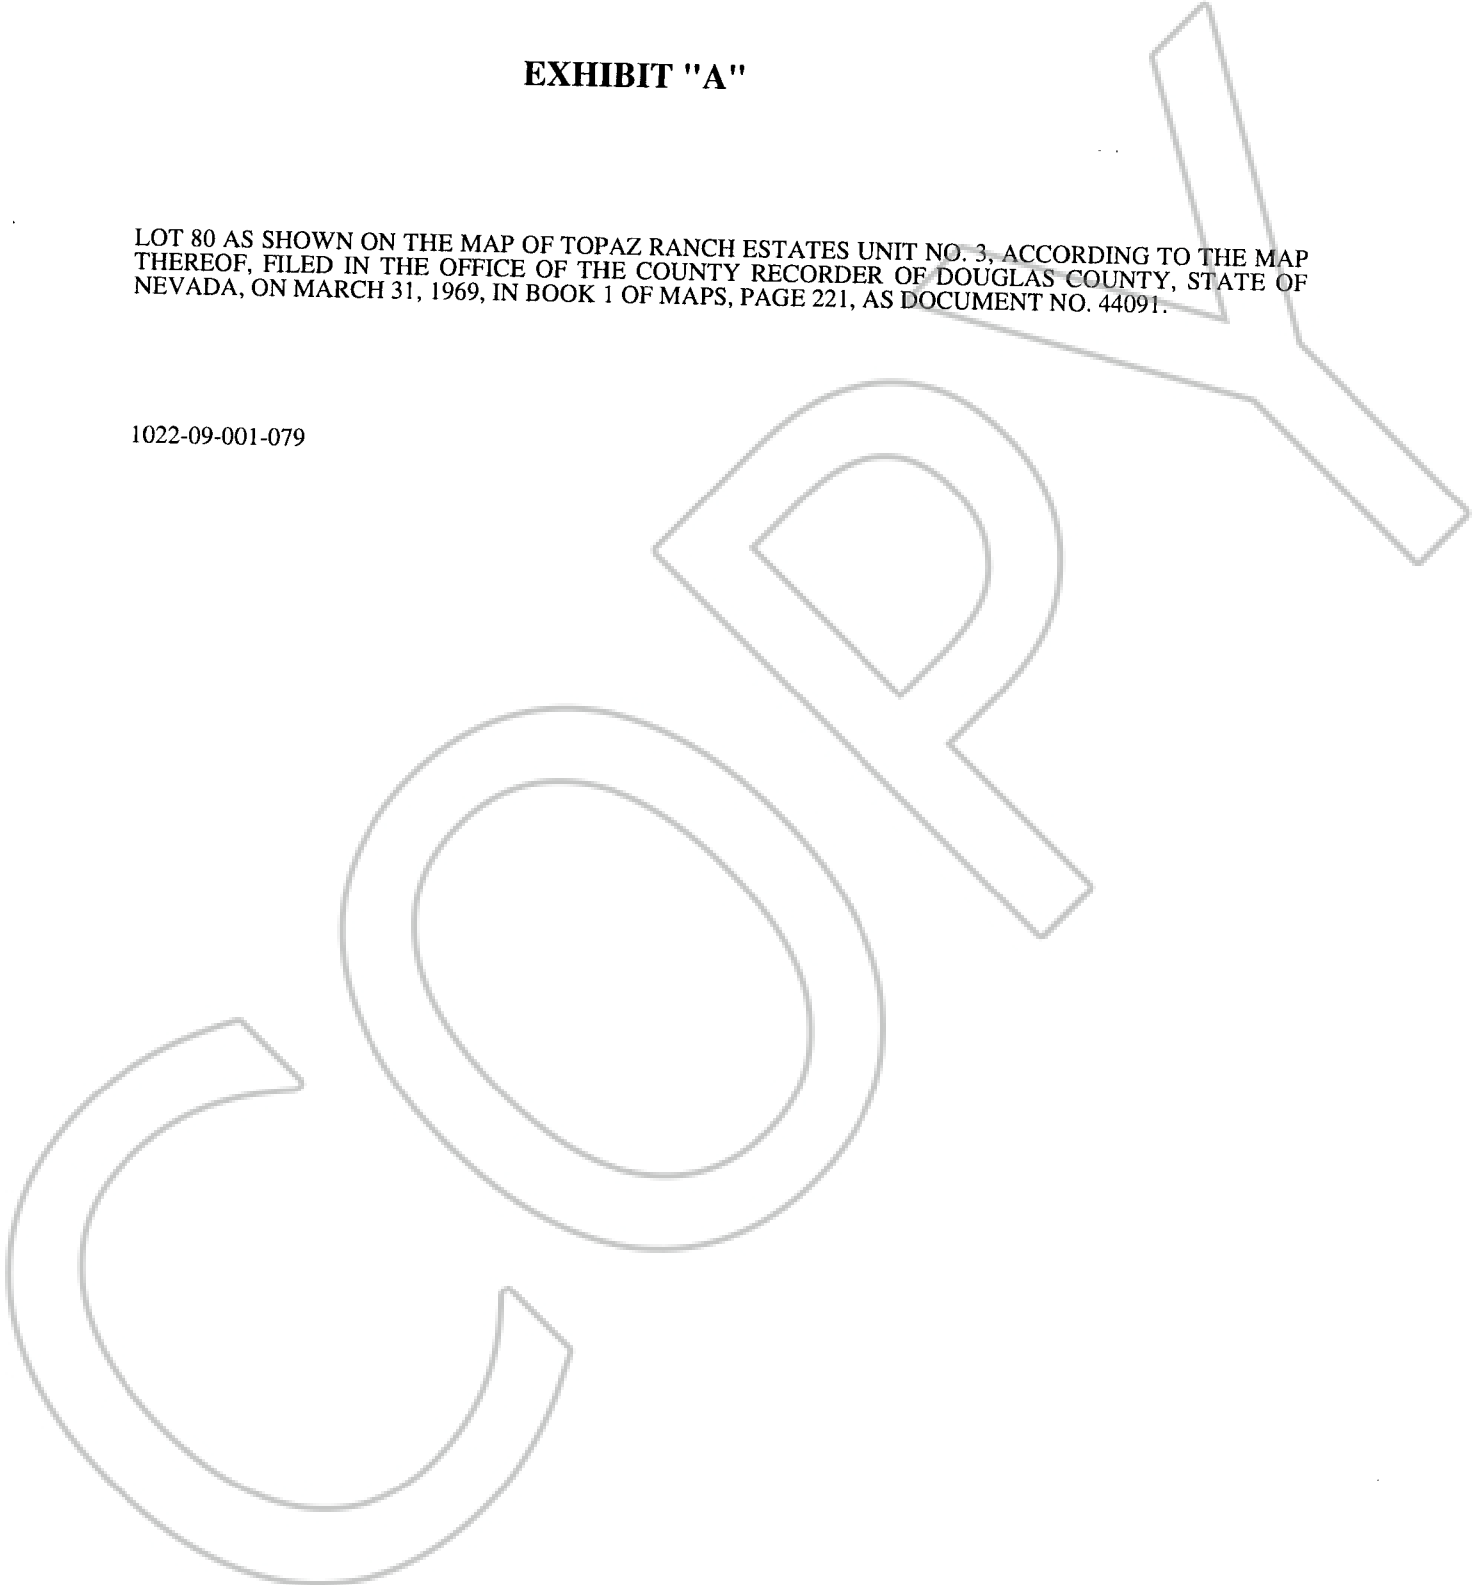 EXHIBIT "A"
LOT 80 AS SHOWN ON THE MAP OF TOPAZ RANCH ESTATES UNIT NO. 3, ACCORDING TO THE MAP
THEREOF, FILED IN THE OFFICE OF THE COUNTY RECORDER OF DOUGLAS COUNTY, STATE OF
NEVADA, ON MARCH 31, 1969, IN BOOK 1 OF MAPS, PAGE 221, AS DOCUMENT NO. 44091.
1022-09-001-079
COPY